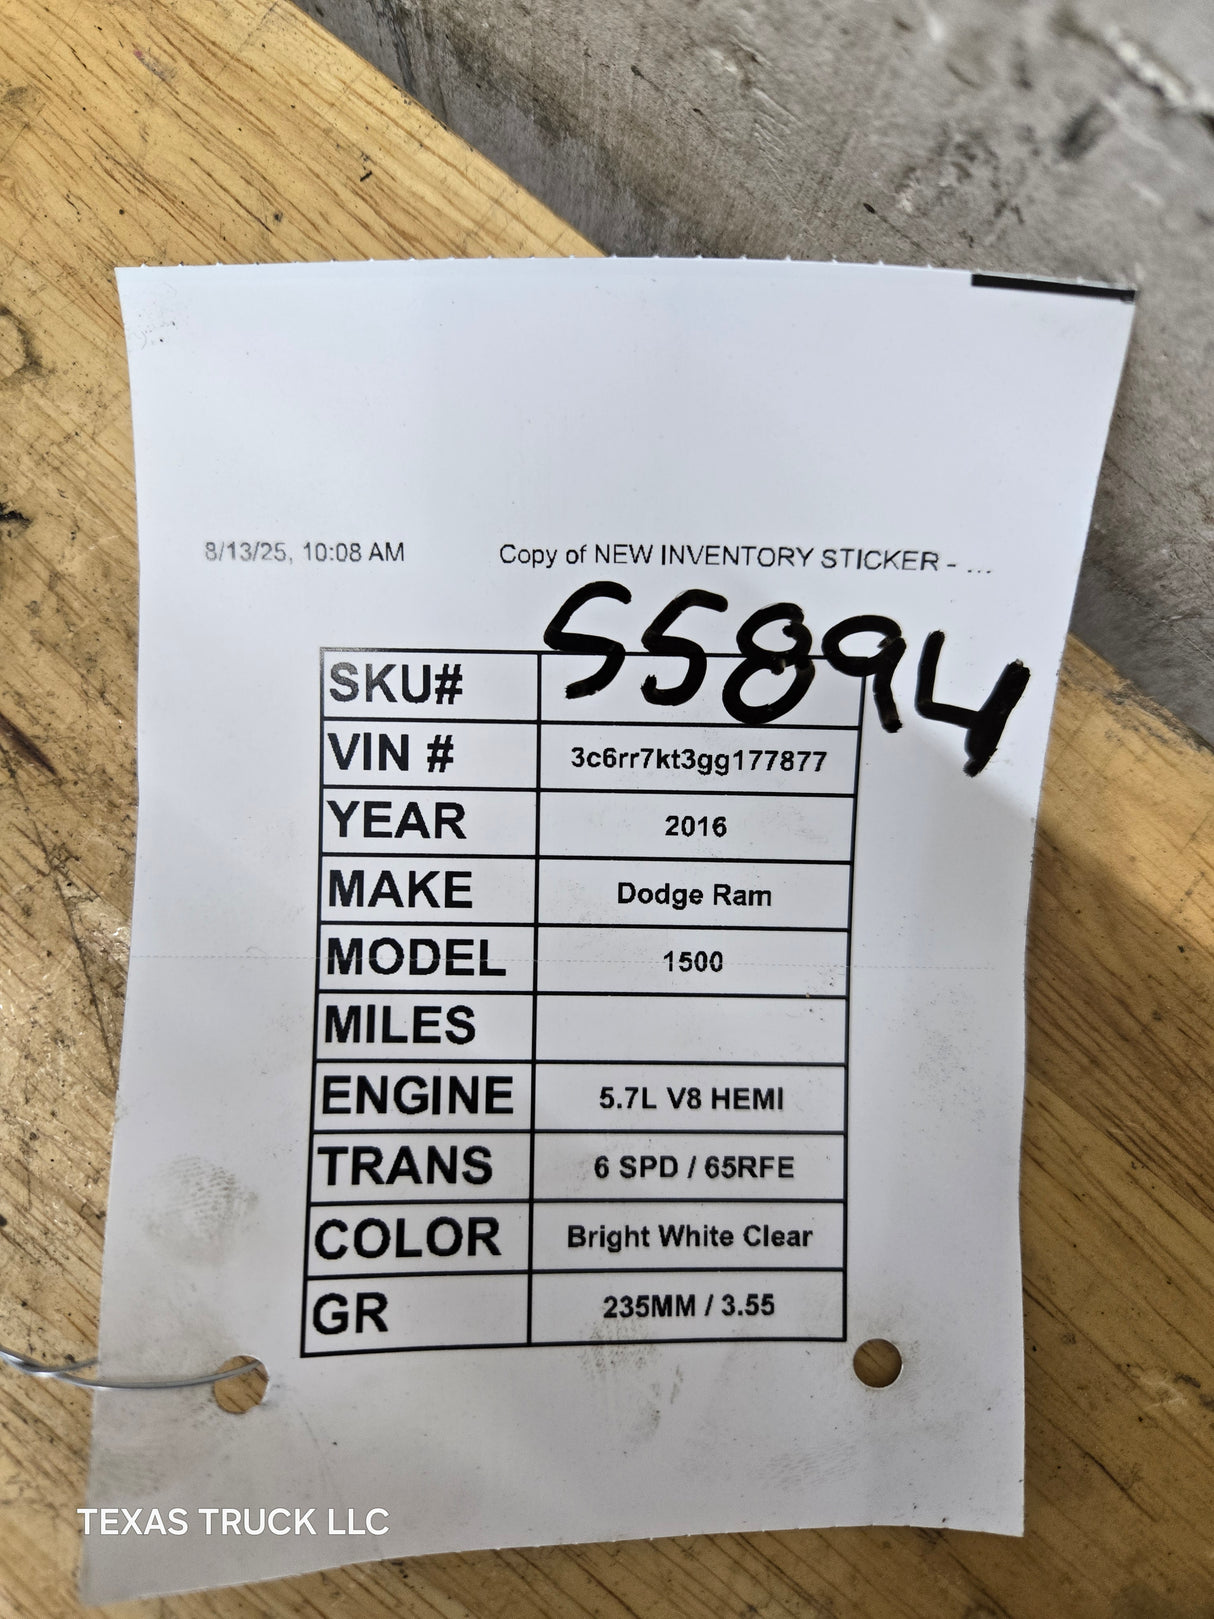 8/13/25, 10:08 AM Copy of NEW INVENTORY STICKER - ...
SKU# 55894
VIN # 3c6rr7kt3gg177877
YEAR 2016
MAKE Dodge Ram
MODEL 1500
MILES
ENGINE 5.7L V8 HEMI
TRANS 6 SPD / 65RFE
COLOR Bright White Clear
GR 235MM / 3.55
TEXAS TRUCK LLC